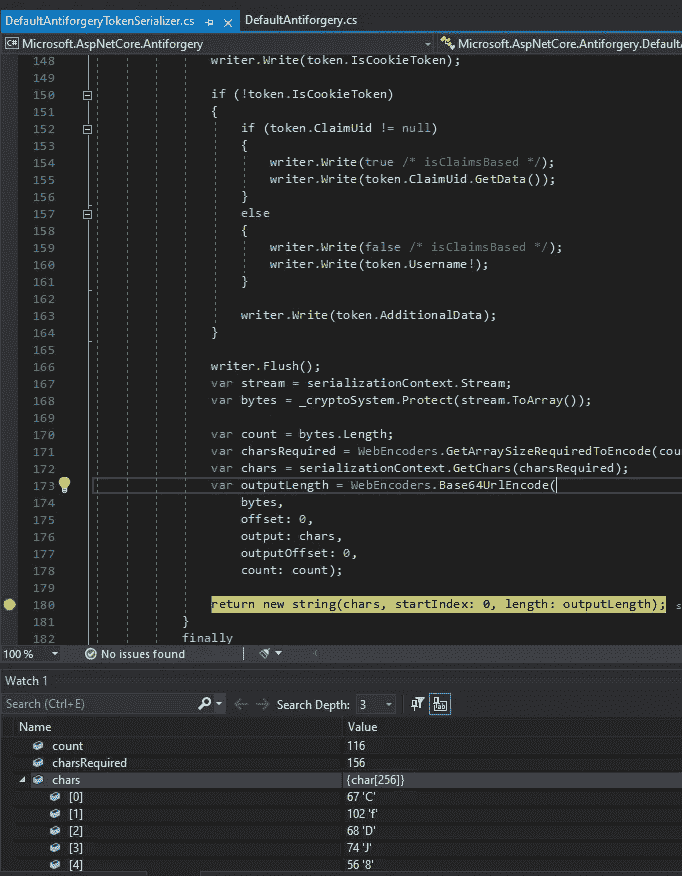 DefaultAntiforgeryTokenSerializer.cs DefaultAntiforgery.cs
C# Microsoft.AspNetCore.Antiforgery Microsoft.AspNetCore.Antiforgery.Defau
148 writer.Write(token.IsCookieToken);
149
150 if (!token.IsCookieToken)
151 {
152 if (token.ClaimUid != null)
153 {
154 writer.Write(true /* isClaimsBased */);
155 writer.Write(token.ClaimUid.GetData());
156 }
157 else
158 {
159 writer.Write(false /* isClaimsBased */);
160 writer.Write(token.Username!);
161 }
162
163 writer.Write(token.AdditionalData);
164 }
165
166 writer.Flush();
167 var stream = serializationContext.Stream;
168 var bytes = _cryptoSystem.Protect(stream.ToArray());
169
170 var count = bytes.Length;
171 var charsRequired = WebEncoders.GetArraySizeRequiredToEncode(cou
172 var chars = serializationContext.GetChars(charsRequired);
173 var outputLength = WebEncoders.Base64UrlEncode(
174 bytes,
175 offset: 0,
176 output: chars,
177 outputOffset: 0,
178 count: count);
179
180 return new string(chars, startIndex: 0, length: outputLength); s
181 }
182 finally
100 % No issues found
Watch 1
Search (Ctrl+E) Search Depth: 3
Name Value
count 116
charsRequired 156
chars {char[256]}
[0] 67 'C'
[1] 102 'f'
[2] 68 'D'
[3] 74 'J'
[4] 56 '8'